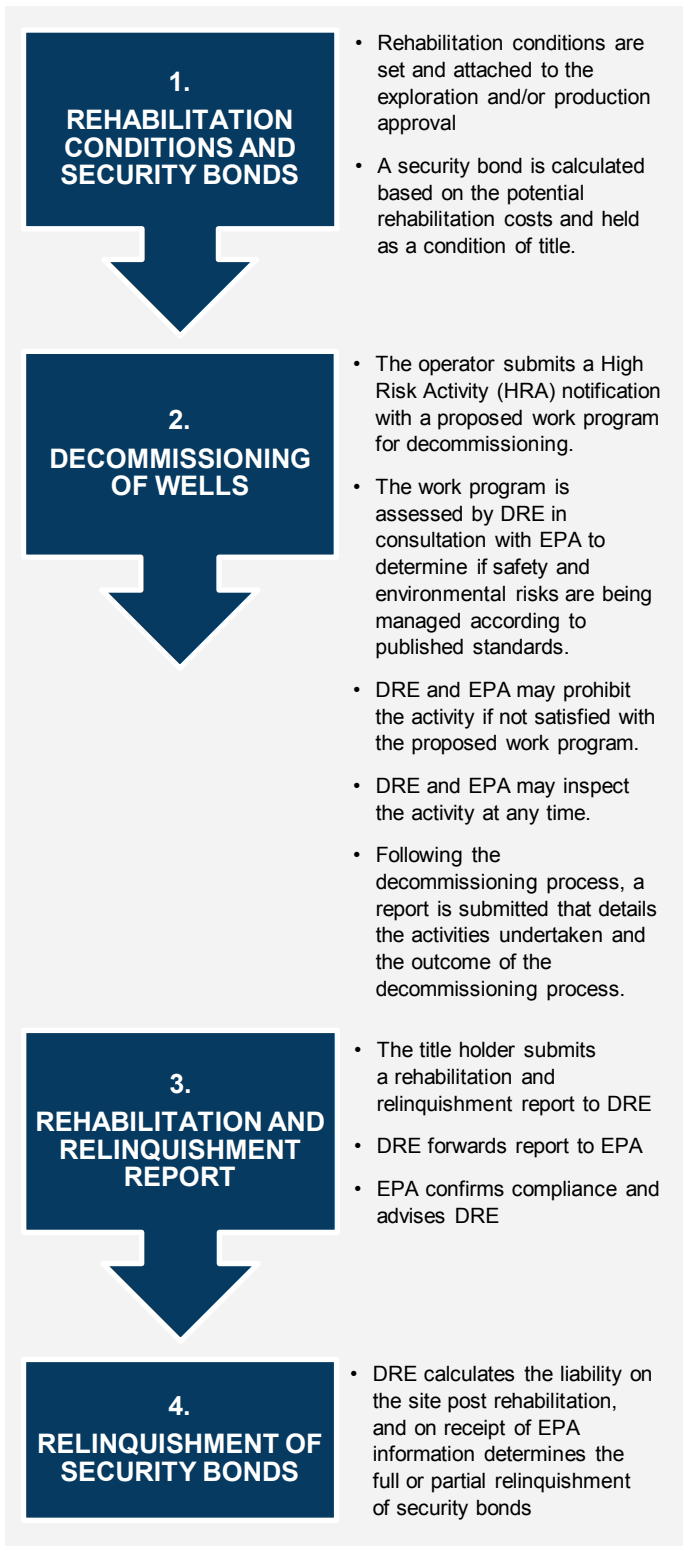 1.
REHABILITATION
CONDITIONS AND
SECURITY BONDS
• Rehabilitation conditions are
set and attached to the
exploration and/or production
approval
• A security bond is calculated
based on the potential
rehabilitation costs and held
as a condition of title.
2.
DECOMMISSIONING
OF WELLS
• The operator submits a High
Risk Activity (HRA) notification
with a proposed work program
for decommissioning.
• The work program is
assessed by DRE in
consultation with EPA to
determine if safety and
environmental risks are being
managed according to
published standards.
• DRE and EPA may prohibit
the activity if not satisfied with
the proposed work program.
• DRE and EPA may inspect
the activity at any time.
• Following the
decommissioning process, a
report is submitted that details
the activities undertaken and
the outcome of the
decommissioning process.
3.
REHABILITATION AND
RELINQUISHMENT
REPORT
• The title holder submits
a rehabilitation and
relinquishment report to DRE
• DRE forwards report to EPA
• EPA confirms compliance and
advises DRE
4.
RELINQUISHMENT OF
SECURITY BONDS
• DRE calculates the liability on
the site post rehabilitation,
and on receipt of EPA
information determines the
full or partial relinquishment
of security bonds